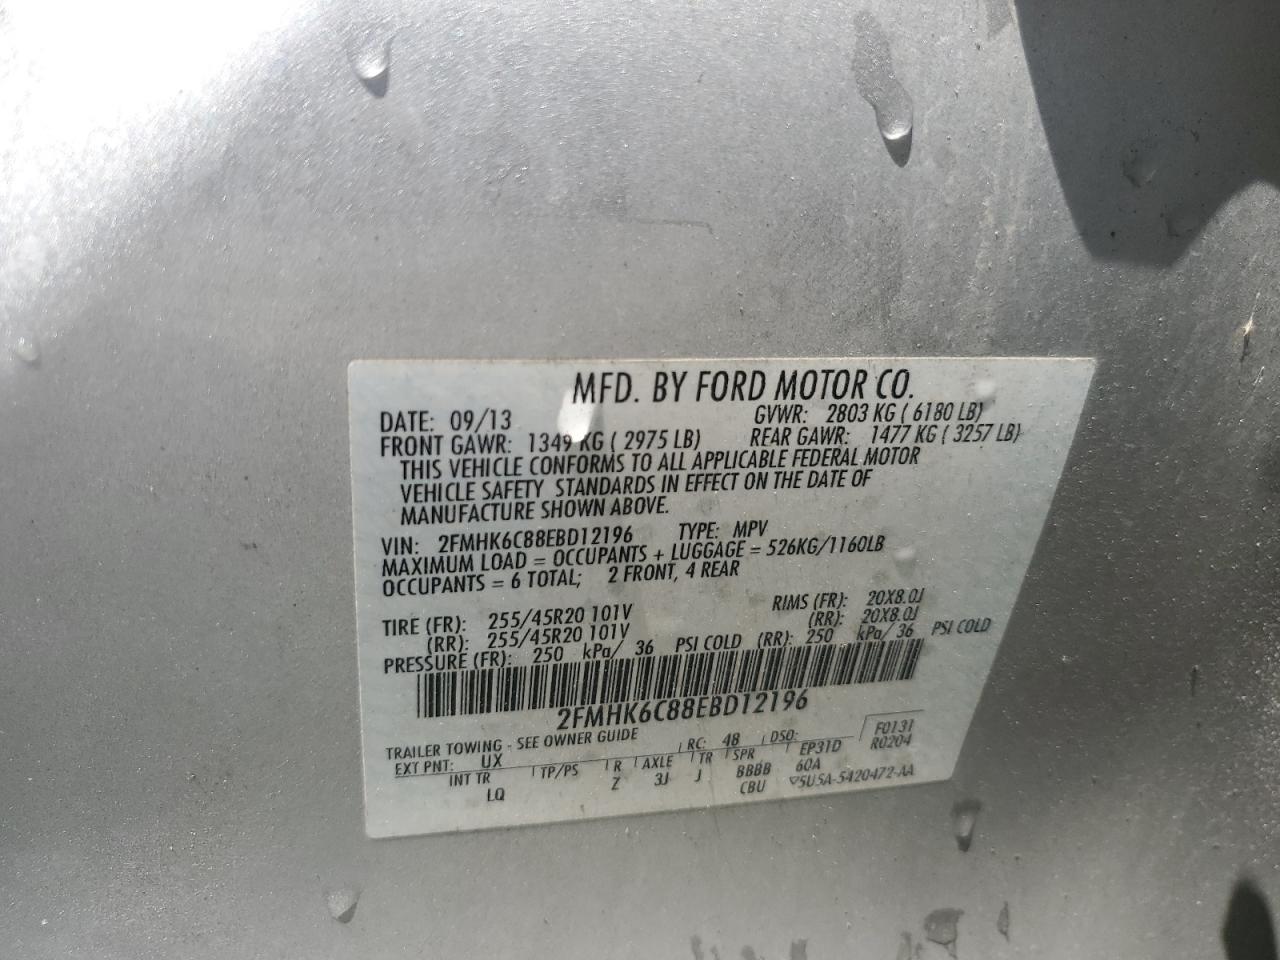 MFD. BY FORD MOTOR CO.
DATE: 09/13 GVWR: 2803 KG ( 6180 LB)
FRONT GAWR: 1349 KG ( 2975 LB) REAR GAWR: 1477 KG ( 3257 LB)
THIS VEHICLE CONFORMS TO ALL APPLICABLE FEDERAL MOTOR
VEHICLE SAFETY STANDARDS IN EFFECT ON THE DATE OF
MANUFACTURE SHOWN ABOVE.
VIN: 2FMHK6C88EBD12196 TYPE: MPV
MAXIMUM LOAD = OCCUPANTS + LUGGAGE = 526KG/1160LB
OCCUPANTS = 6 TOTAL; 2 FRONT, 4 REAR
TIRE (FR): 255/45R20 101V RIMS (FR): 20X8.0J
(RR): 255/45R20 101V (RR): 20X8.0J
PRESSURE (FR): 250 kPa/ 36 PSI COLD (RR): 250 kPa/ 36 PSI COLD
2FMHK6C88EBD12196
TRAILER TOWING - SEE OWNER GUIDE
EXT PNT: UX RC: 48 DSO: F0131
INT TR TP/PS R AXLE TR SPR EP31D R0204
LQ Z 3J J BBBB 60A
CBU 5U5A-5420472-AA